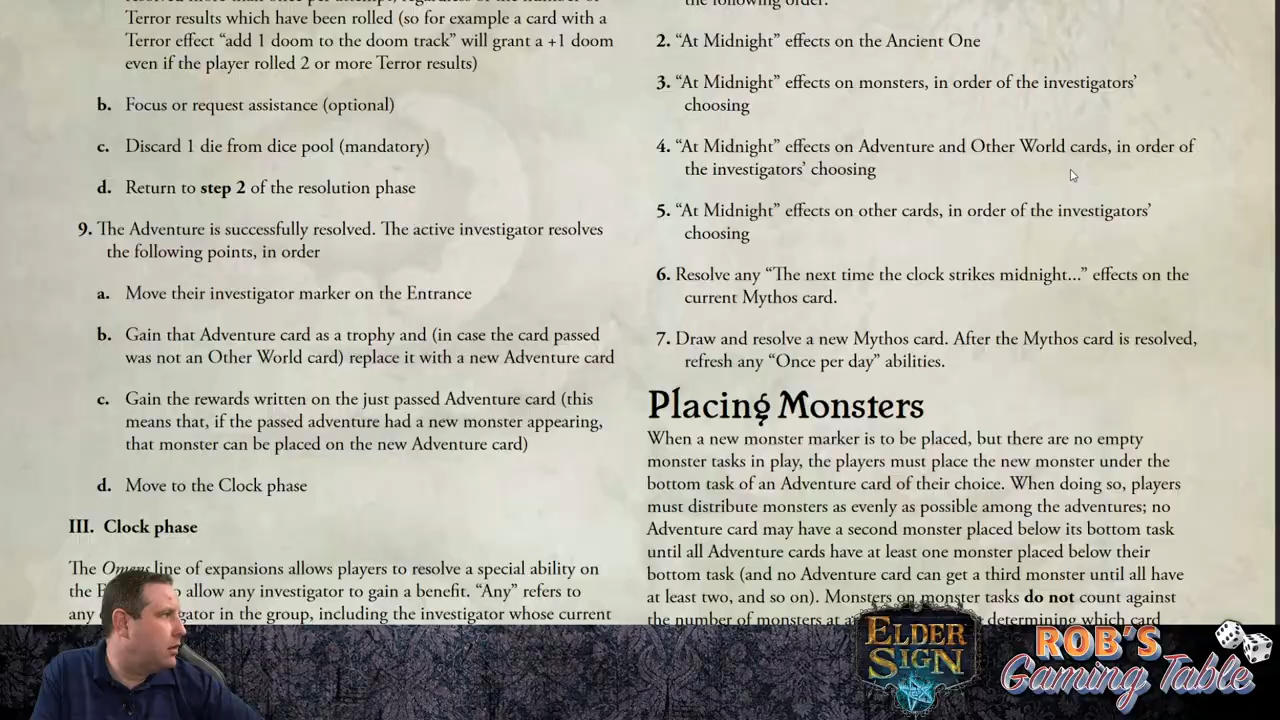 Terror results which have been rolled (so for example a card with a
Terror effect “add 1 doom to the doom track” will grant a +1 doom
even if the player rolled 2 or more Terror results)
b. Focus or request assistance (optional)
c. Discard 1 die from dice pool (mandatory)
d. Return to step 2 of the resolution phase
9. The Adventure is successfully resolved. The active investigator resolves
the following points, in order
a. Move their investigator marker on the Entrance
b. Gain that Adventure card as a trophy and (in case the card passed
was not an Other World card) replace it with a new Adventure card
c. Gain the rewards written on the just passed Adventure card (this
means that, if the passed adventure had a new monster appearing,
that monster can be placed on the new Adventure card)
d. Move to the Clock phase
III. Clock phase
The Omens line of expansions allows players to resolve a special ability on
the allow any investigator to gain a benefit. “Any” refers to
any in the group, including the investigator whose current
the following order.
2. “At Midnight” effects on the Ancient One
3. “At Midnight” effects on monsters, in order of the investigators’
choosing
4. “At Midnight” effects on Adventure and Other World cards, in order of
the investigators’ choosing
5. “At Midnight” effects on other cards, in order of the investigators’
choosing
6. Resolve any “The next time the clock strikes midnight...” effects on the
current Mythos card.
7. Draw and resolve a new Mythos card. After the Mythos card is resolved,
refresh any “Once per day” abilities.
Placing Monsters
When a new monster marker is to be placed, but there are no empty
monster tasks in play, the players must place the new monster under the
bottom task of an Adventure card of their choice. When doing so, players
must distribute monsters as evenly as possible among the adventures; no
Adventure card may have a second monster placed below its bottom task
until all Adventure cards have at least one monster placed below their
bottom task (and no Adventure card can get a third monster until all have
at least two, and so on). Monsters on monster tasks do not count against
the number of monsters at determining which card
ELDER
SIGN
ROB'S
Gaming Table